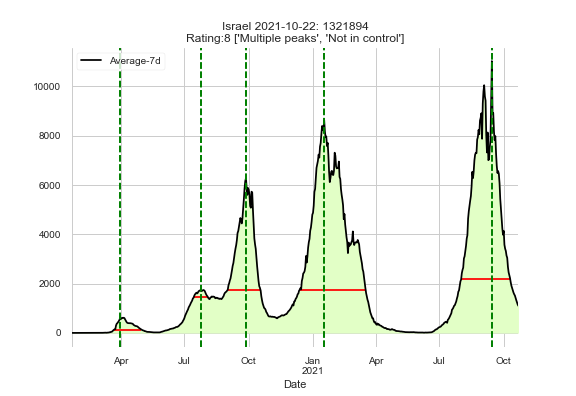 Israel 2021-10-22: 1321894
Rating:8 ['Multiple peaks', 'Not in control']
Average-7d
10000
8000
6000
4000
2000
0
Apr
Jul
Oct
Jan
2021
Apr
Jul
Oct
Date